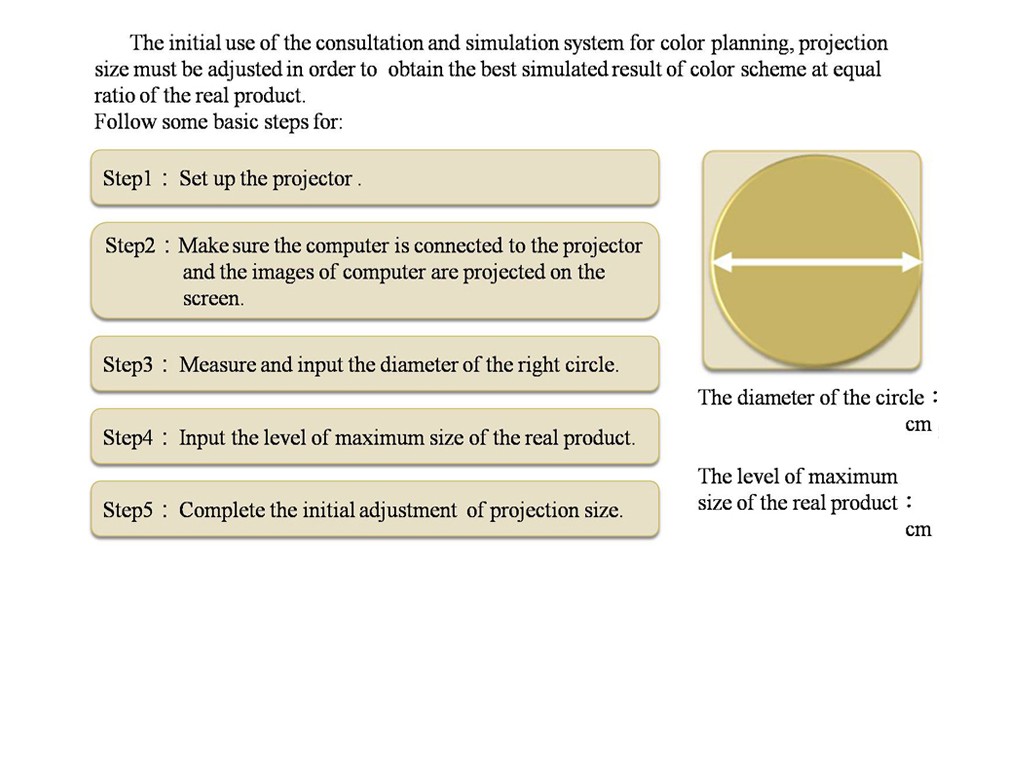 The initial use of the consultation and simulation system for color planning, projection
size must be adjusted in order to obtain the best simulated result of color scheme at equal
ratio of the real product.
Follow some basic steps for:
Step1： Set up the projector .
Step2：Make sure the computer is connected to the projector
and the images of computer are projected on the
screen.
Step3： Measure and input the diameter of the right circle.
Step4： Input the level of maximum size of the real product.
Step5： Complete the initial adjustment of projection size.
The diameter of the circle：
cm
The level of maximum
size of the real product：
cm